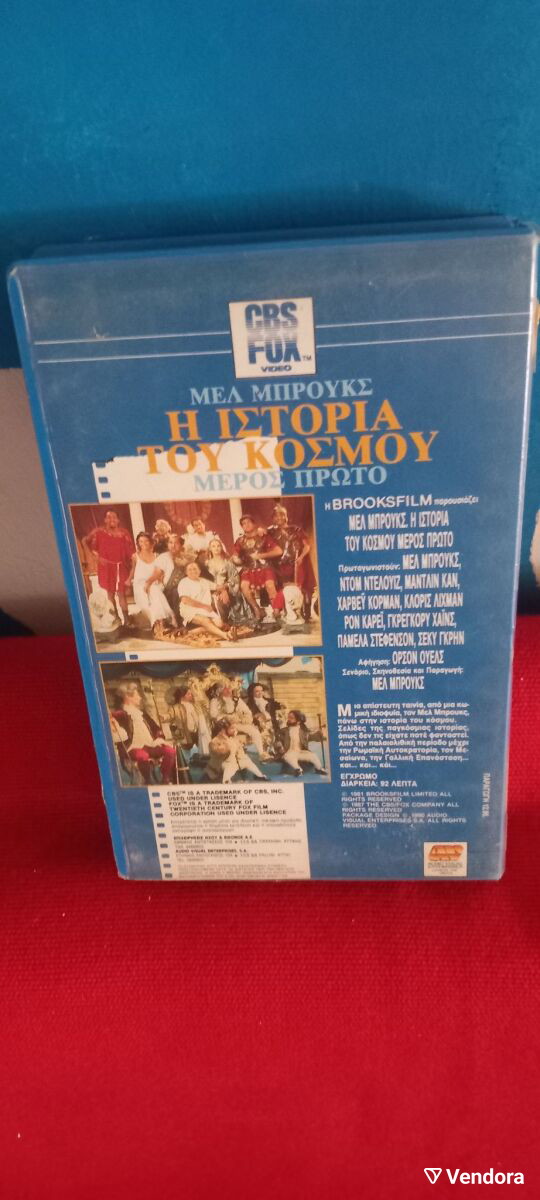 CBS
FOX™
VIDEO
ΜΕΛ ΜΠΡΟΥΚΣ
Η ΙΣΤΟΡΙΑ
ΤΟΥ ΚΟΣΜΟΥ
ΜΕΡΟΣ ΠΡΩΤΟ
Η BROOKSFILM παρουσιάζει
ΜΕΛ ΜΠΡΟΥΚΣ. Η ΙΣΤΟΡΙΑ
ΤΟΥ ΚΟΣΜΟΥ ΜΕΡΟΣ ΠΡΩΤΟ
Πρωταγωνιστούν: ΜΕΛ ΜΠΡΟΥΚΣ,
ΝΤΟΜ ΝΤΕΛΟΥΙΖ, ΜΑΝΤΛΙΝ ΚΑΝ,
ΧΑΡΒΕΫ ΚΟΡΜΑΝ, ΚΛΟΡΙΣ ΛΙΧΜΑΝ
ΡΟΝ ΚΑΡΕΪ, ΓΚΡΕΓΚΟΡΥ ΧΑΪΝΣ,
ΠΑΜΕΛΑ ΣΤΕΦΕΝΣΟΝ, ΣΕΚΥ ΓΚΡΗΝ
Αφήγηση: ΟΡΣΟΝ ΟΥΕΛΣ
Σενάριο, Σκηνοθεσία και Παραγωγή:
ΜΕΛ ΜΠΡΟΥΚΣ
Μια απίστευτη ταινία, από μια κω-
μική ιδιοφυία, τον Μελ Μπρουκς,
πάνω στην ιστορία του κόσμου.
Σελίδες της παγκόσμιας ιστορίας,
όπως δεν τις είχατε ποτέ φανταστεί.
Από την παλαιολιθική περίοδο μέχρι
την Ρωμαϊκή Αυτοκρατορία, τον Με-
σαίωνα, την Γαλλική Επανάσταση...
και... και... και...
ΕΓΧΡΩΜΟ
ΔΙΑΡΚΕΙΑ: 92 ΛΕΠΤΑ
© 1981 BROOKSFILM LIMITED ALL
RIGHTS RESERVED
© 1987 THE CBS/FOX COMPANY ALL
RIGHTS RESERVED
PACKAGE DESIGN © 1990 AUDIO
VISUAL ENTERPRISES S.A. ALL RIGHTS
RESERVED
CBS™ IS A TRADEMARK OF CBS, INC.
USED UNDER LISENCE
FOX™ IS A TRADEMARK OF
TWENTIETH CENTURY FOX FILM
CORPORATION USED UNDER LISENCE
AUDIO VISUAL ENTERPRISES, S.A.
Vendora